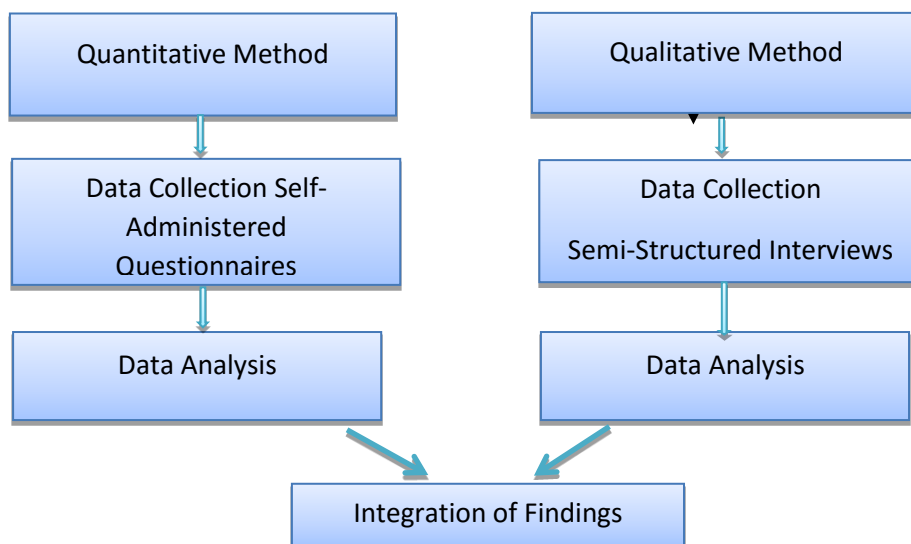 Quantitative Method
Qualitative Method
Data Collection Self-
Administered
Questionnaires
Data Collection
Semi-Structured Interviews
Data Analysis
Data Analysis
Integration of Findings